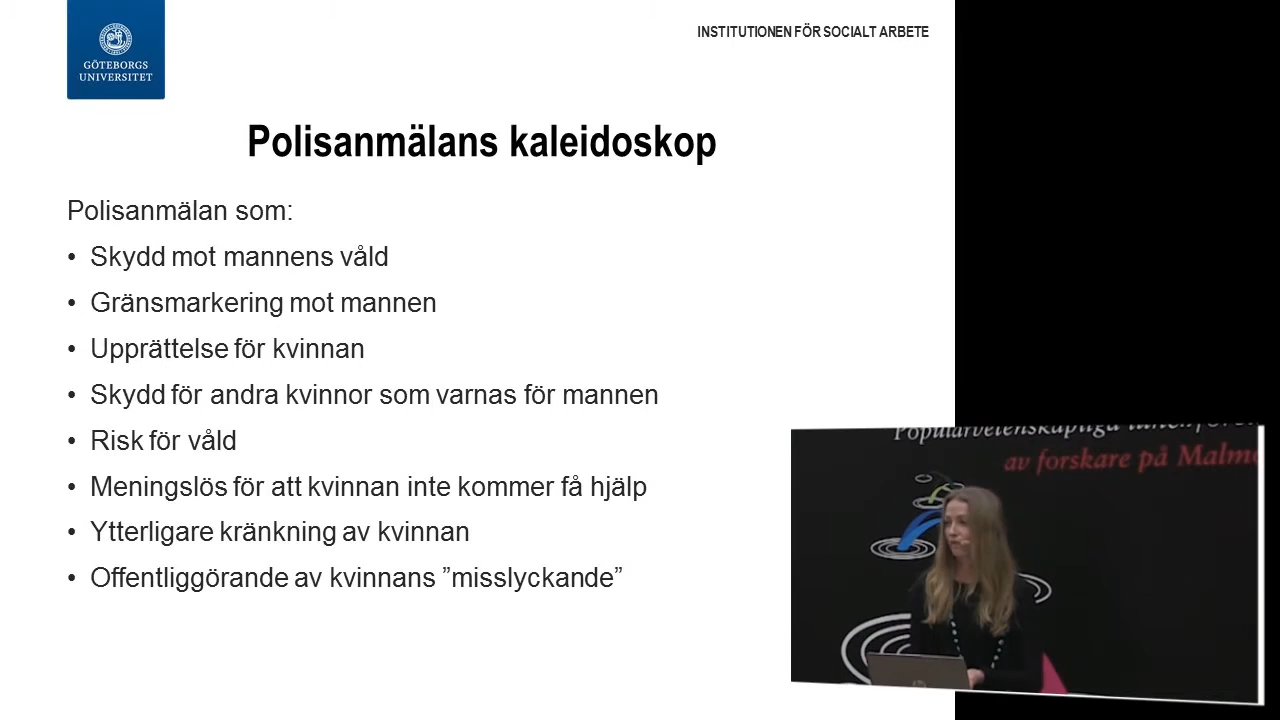 GÖTEBORGS
UNIVERSITET
INSTITUTIONEN FÖR SOCIALT ARBETE
Polisanmälans kaleidoskop
Polisanmälan som:
• Skydd mot mannens våld
• Gränsmarkering mot mannen
• Upprättelse för kvinnan
• Skydd för andra kvinnor som varnas för mannen
• Risk för våld
• Meningslös för att kvinnan inte kommer få hjälp
• Ytterligare kränkning av kvinnan
• Offentliggörande av kvinnans ”misslyckande”
Populärvetenskapliga
av forskare på Malm